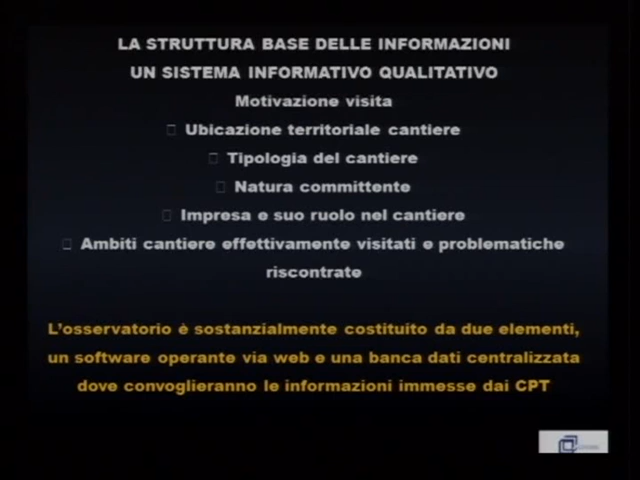 LA STRUTTURA BASE DELLE INFORMAZIONI
UN SISTEMA INFORMATIVO QUALITATIVO
Motivazione visita
Ubicazione territoriale cantiere
Tipologia del cantiere
Natura committente
Impresa e suo ruolo nel cantiere
Ambiti cantiere effettivamente visitati e problematiche
riscontrate
L'osservatorio è sostanzialmente costituito da due elementi,
un software operante via web e una banca dati centralizzata
dove convoglieranno le informazioni immesse dai CPT